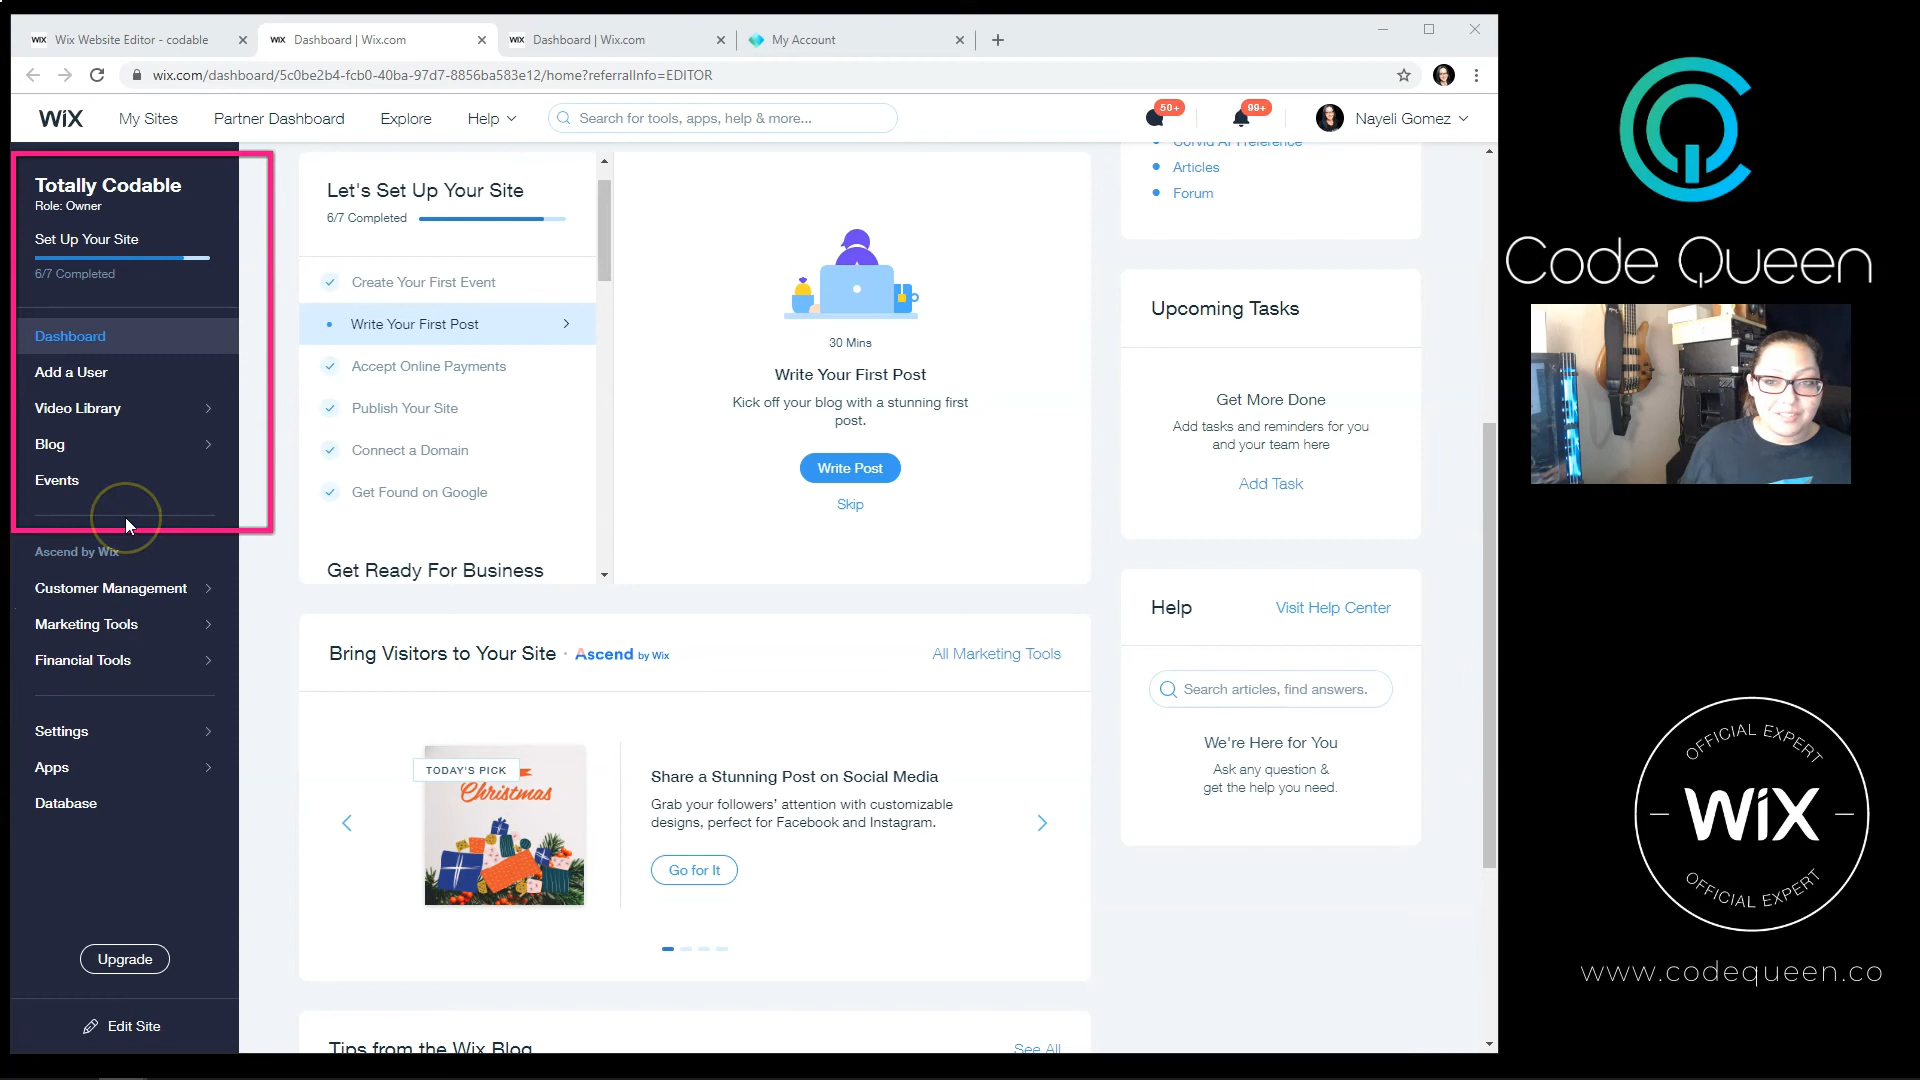 WiX Wix Website Editor - codable
WiX Dashboard | Wix.com
WiX Dashboard | Wix.com
My Account
wix.com/dashboard/5c0be2b4-fcb0-40ba-97d7-8856ba583e12/home?referralInfo=EDITOR
WiX My Sites Partner Dashboard Explore Help
Search for tools, apps, help & more...
50+
99+
Nayeli Gomez
Totally Codable
Role: Owner
Set Up Your Site
6/7 Completed
Dashboard
Add a User
Video Library
Blog
Events
Ascend by Wix
Customer Management
Marketing Tools
Financial Tools
Settings
Apps
Database
Upgrade
Edit Site
Let's Set Up Your Site
6/7 Completed
Create Your First Event
Write Your First Post
Accept Online Payments
Publish Your Site
Connect a Domain
Get Found on Google
Get Ready For Business
30 Mins
Write Your First Post
Kick off your blog with a stunning first
post.
Write Post
Skip
Bring Visitors to Your Site · Ascend by Wix
All Marketing Tools
TODAY'S PICK
Christmas
Share a Stunning Post on Social Media
Grab your followers' attention with customizable
designs, perfect for Facebook and Instagram.
Go for It
Tips from the Wix Blog
See All
Corvid API Reference
Articles
Forum
Upcoming Tasks
Get More Done
Add tasks and reminders for you
and your team here
Add Task
Help
Visit Help Center
Search articles, find answers.
We're Here for You
Ask any question &
get the help you need.
Code Queen
OFFICIAL EXPERT
WiX
OFFICIAL EXPERT
www.codequeen.co